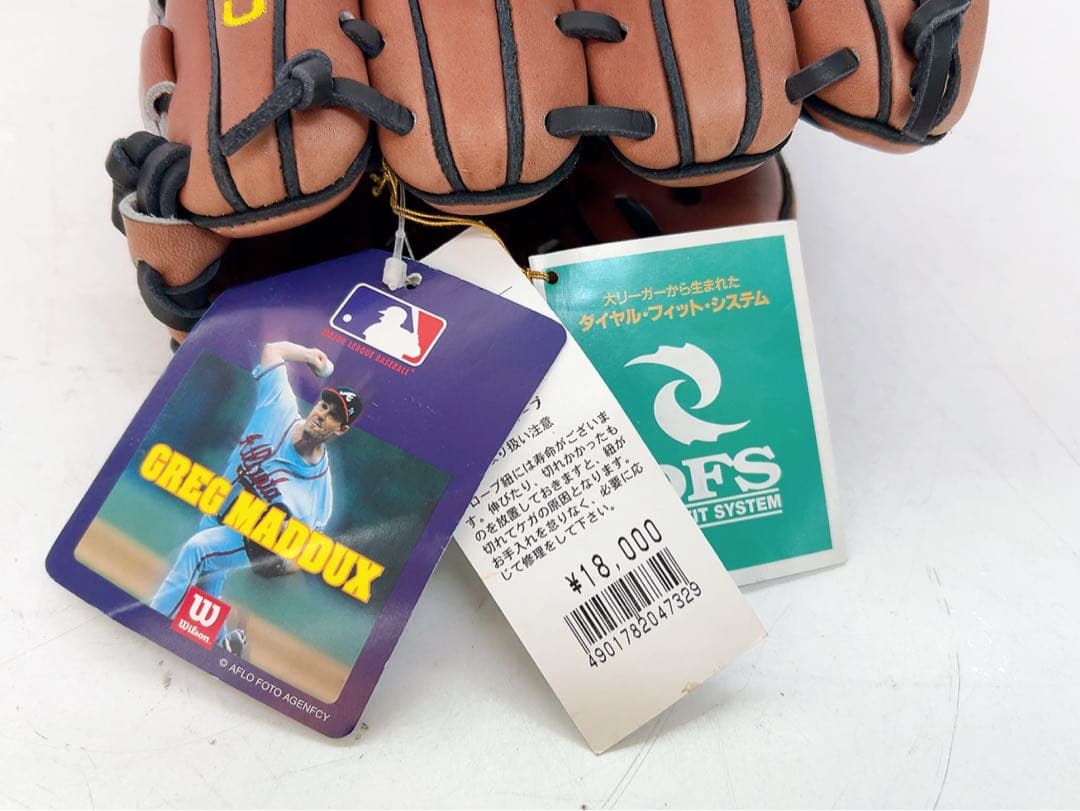 MAJOR LEAGUE BASEBALL
Atlanta
GREG MADDUX
W
Wilson
© AFLO FOTO AGENFCY
り扱い注意
ローブ紐には寿命がございま
す。伸びたり、切れかかったも
のを放置しておきますと、紐が
切れてケガの原因となります。
お手入れを怠りなく、必要に応
じて修理をして下さい。
¥18,000
4901782047329
大リーガーから生まれた
ダイヤル・フィット・システム
DFS
IT SYSTEM